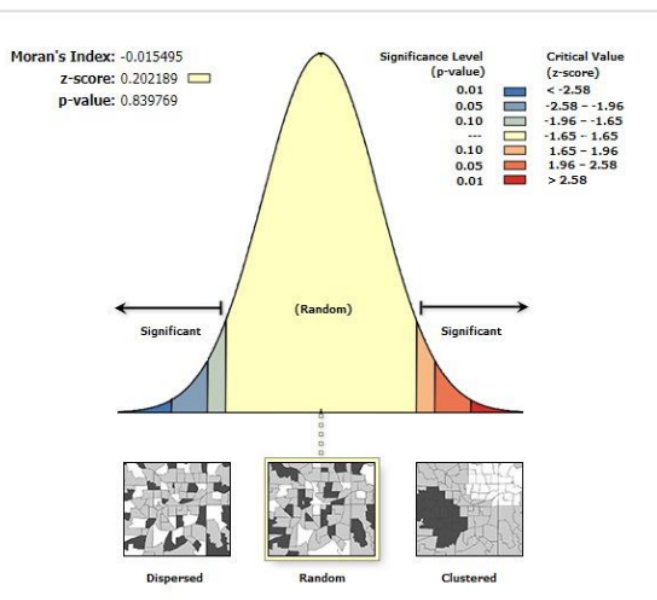 Moran's Index: -0.015495
z-score: 0.202189
p-value: 0.839769
Significance Level
(p-value)
Critical Value
(z-score)
0.01 < -2.58
0.05 -2.58 - -1.96
0.10 -1.96 - -1.65
--- -1.65 - 1.65
0.10 1.65 - 1.96
0.05 1.96 - 2.58
0.01 > 2.58
(Random)
Significant
Significant
Dispersed
Random
Clustered